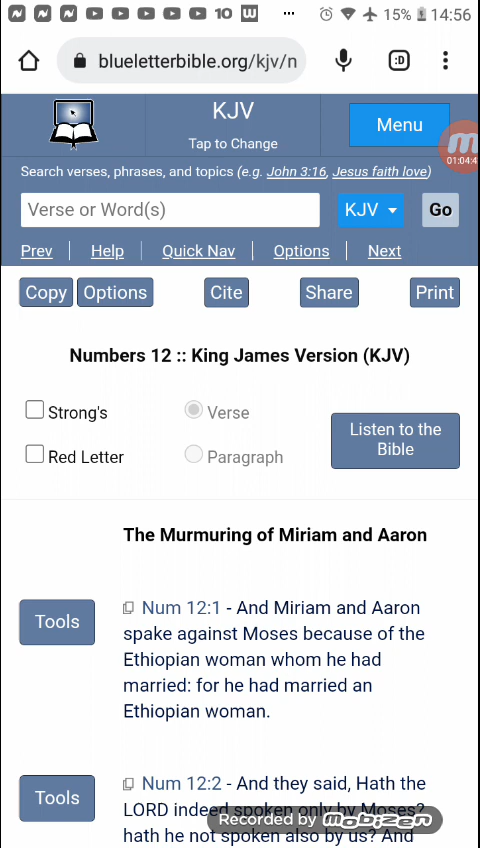 10 W ... 15% 14:56
blueletterbible.org/kjv/n :D
KJV
Tap to Change
Menu
01:04:4
Search verses, phrases, and topics (e.g. John 3:16, Jesus faith love)
Verse or Word(s) KJV Go
Prev | Help | Quick Nav | Options | Next
Copy Options Cite Share Print
Numbers 12 :: King James Version (KJV)
Strong's Verse
Red Letter Paragraph
Listen to the
Bible
The Murmuring of Miriam and Aaron
Tools
Num 12:1 - And Miriam and Aaron
spake against Moses because of the
Ethiopian woman whom he had
married: for he had married an
Ethiopian woman.
Tools
Num 12:2 - And they said, Hath the
LORD indeed spoken only by Moses?
hath he not spoken also by us? And
Recorded by Mobizen